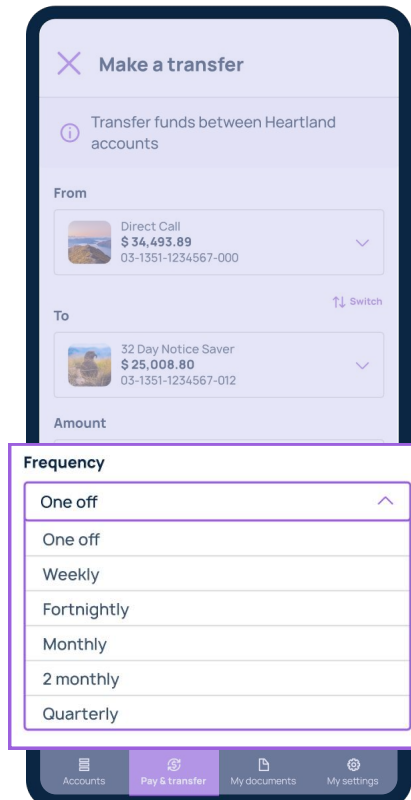 Make a transfer
Transfer funds between Heartland
accounts
From
Direct Call
$ 34,493.89
03-1351-1234567-000
Switch
To
32 Day Notice Saver
$ 25,008.80
03-1351-1234567-012
Amount
Frequency
One off
One off
Weekly
Fortnightly
Monthly
2 monthly
Quarterly
Accounts Pay & transfer My documents My settings